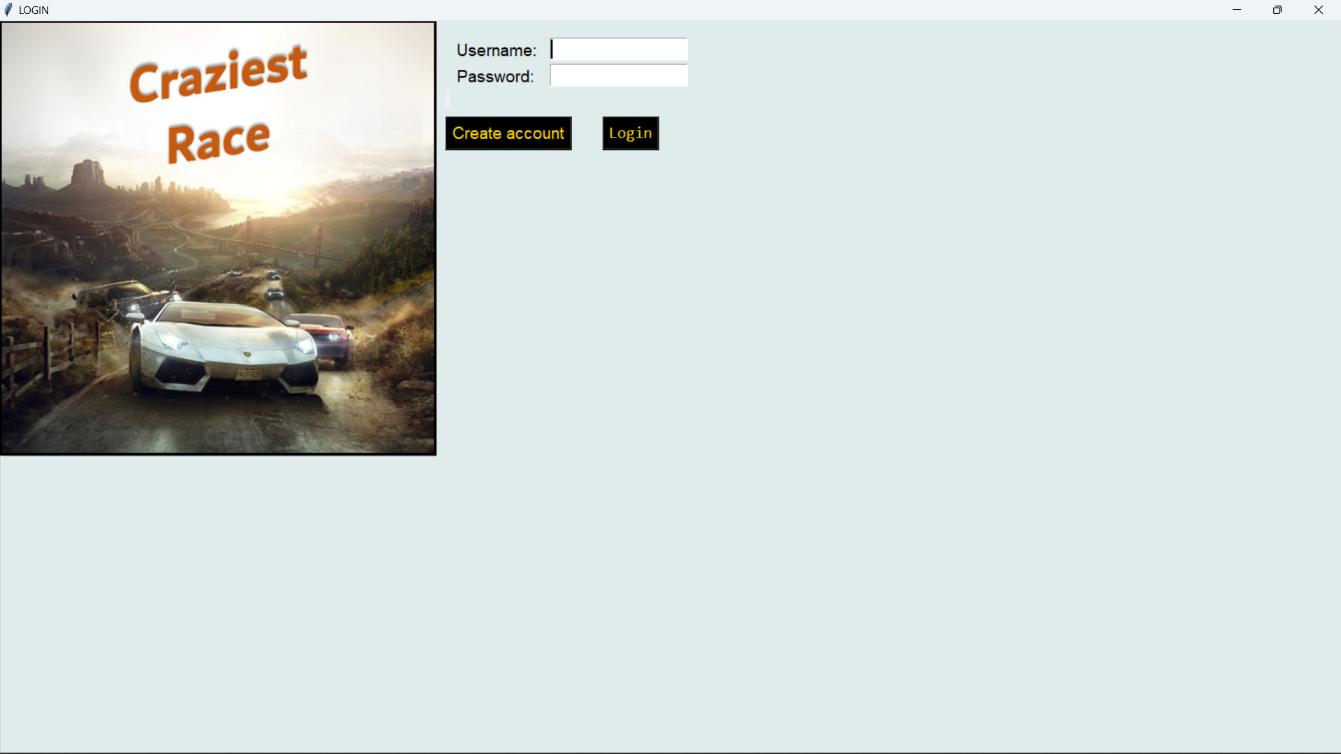 LOGIN
Craziest
Race
Username:
Password:
Create account
Login